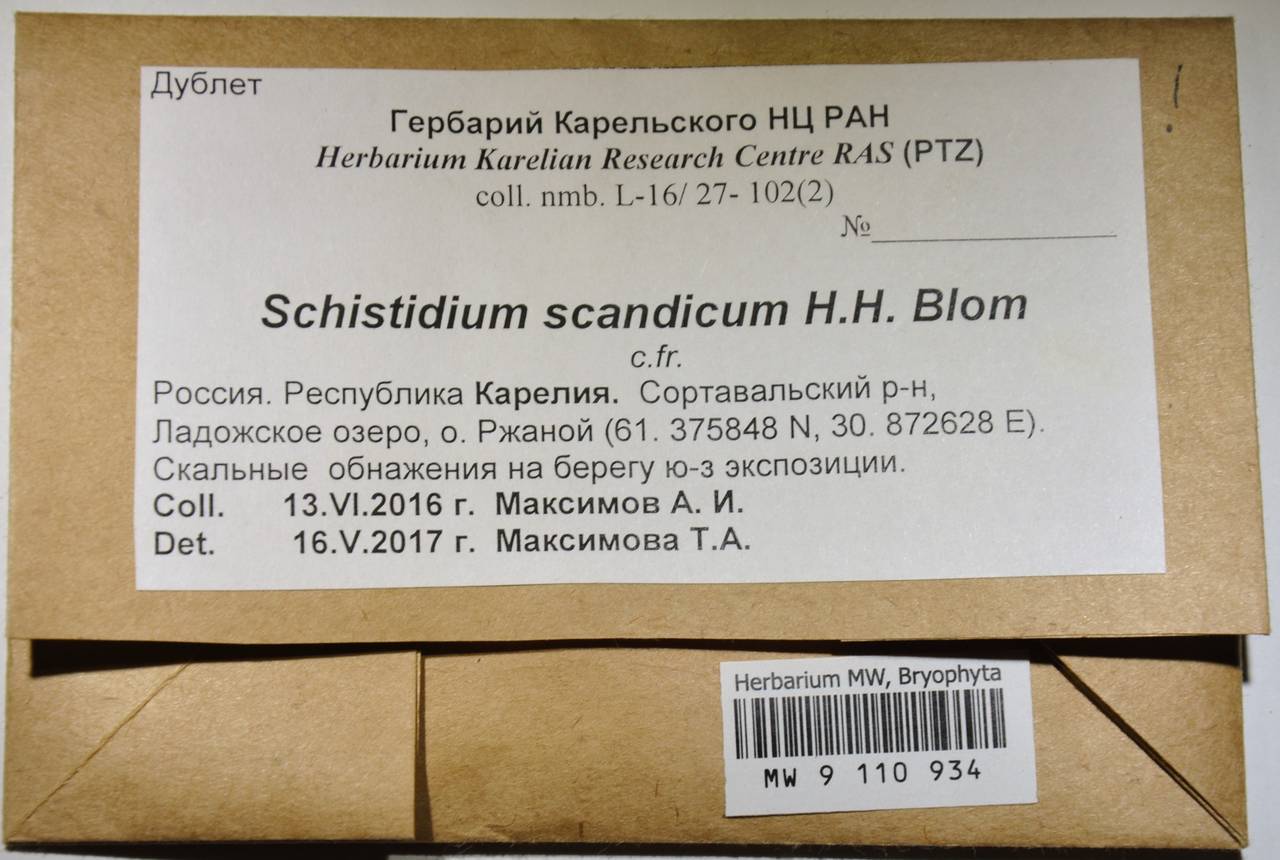 Дублет
Гербарий Карельского НЦ РАН
Herbarium Karelian Research Centre RAS (PTZ)
coll. nmb. L-16/ 27- 102(2)
№
Schistidium scandicum H.H. Blom
c.fr.
Россия. Республика Карелия. Сортавальский р-н,
Ладожское озеро, о. Ржаной (61. 375848 N, 30. 872628 E).
Скальные обнажения на берегу ю-з экспозиции.
Coll. 13.VI.2016 г. Максимов А. И.
Det. 16.V.2017 г. Максимова Т.А.
!
Herbarium MW, Bryophyta
MW 9 110 934